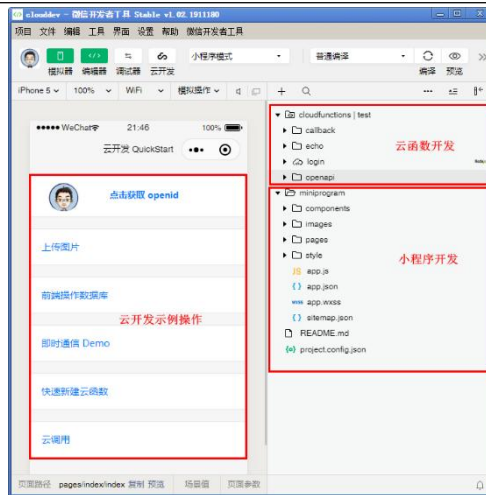 clouddev - 微信开发者工具 Stable v1.02.1911180
项目 文件 编辑 工具 界面 设置 帮助 微信开发者工具
小程序模式 普通编译
模拟器 编辑器 调试器 云开发 编译 预览
iPhone 5 100% WiFi 模拟操作
WeChat 21:46 100%
云开发 QuickStart
点击获取 openid
上传图片
前端操作数据库
云开发示例操作
即时通信 Demo
快速新建云函数
云调用
页面路径 pages/index/index 复制 预览 场景值 页面参数
cloudfunctions | test
callback
echo
云函数开发
login
openapi
miniprogram
components
images
pages
style
小程序开发
JS app.js
{ } app.json
wxss app.wxss
{ } sitemap.json
README.md
project.config.json